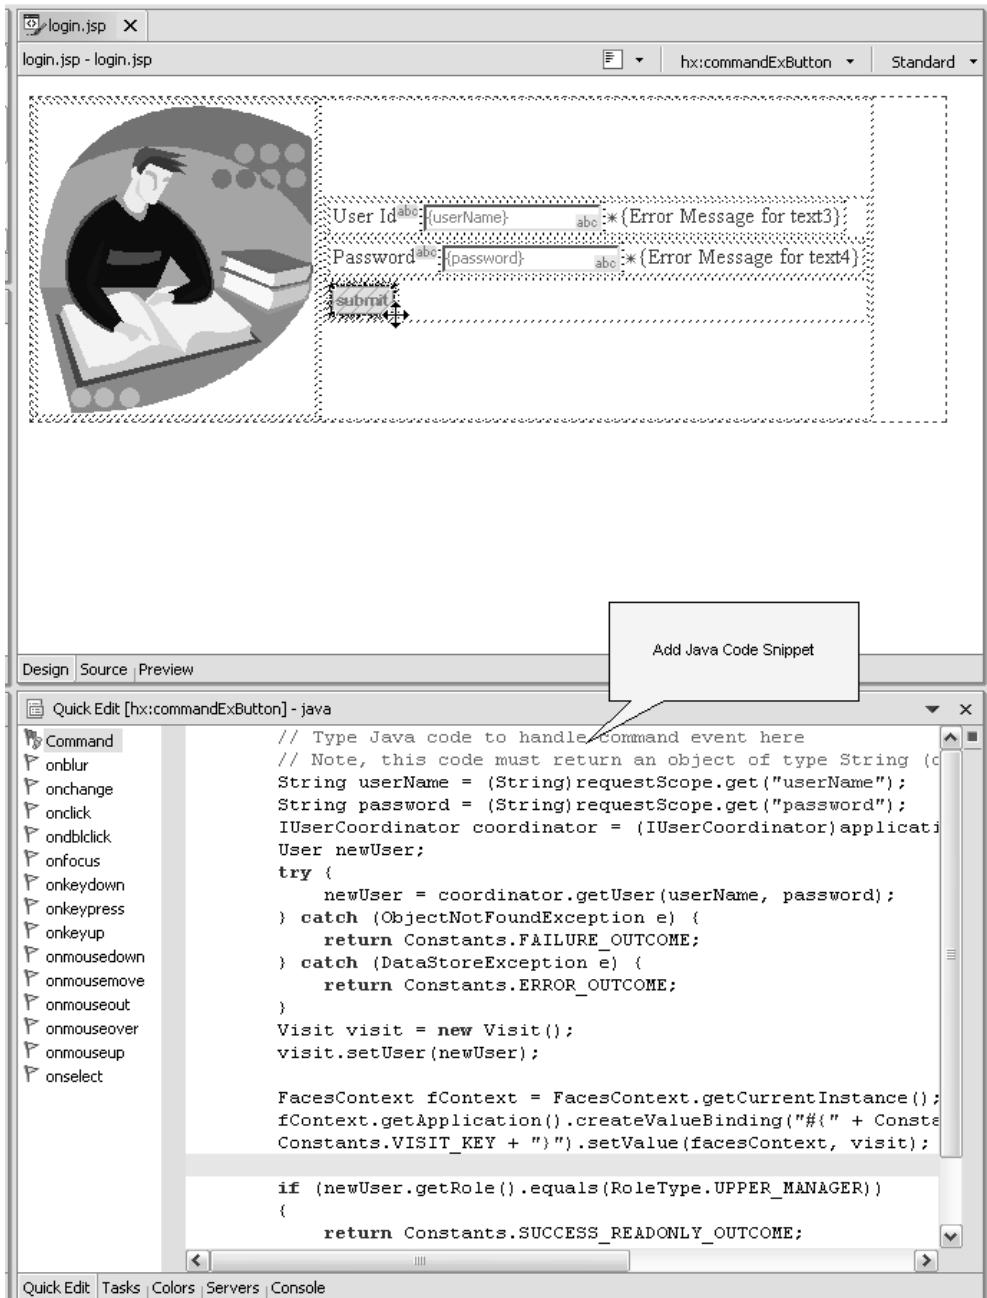 login.jsp
login.jsp - login.jsp
hx:commandExButton
Standard
User Id abc {userName} abc *{Error Message for text3}
Password abc {password} abc *{Error Message for text4}
submit
Add Java Code Snippet
Design Source Preview
Quick Edit [hx:commandExButton] - java
Command
onblur
onchange
onclick
ondblclick
onfocus
onkeydown
onkeypress
onkeyup
onmousedown
onmousemove
onmouseout
onmouseover
onmouseup
onselect
// Type Java code to handle command event here
// Note, this code must return an object of type String (
String userName = (String)requestScope.get("userName");
String password = (String)requestScope.get("password");
IUserCoordinator coordinator = (IUserCoordinator)applicati
User newUser;
try {
newUser = coordinator.getUser(userName, password);
} catch (ObjectNotFoundException e) {
return Constants.FAILURE_OUTCOME;
} catch (DataStoreException e) {
return Constants.ERROR_OUTCOME;
}
Visit visit = new Visit();
visit.setUser(newUser);
FacesContext fContext = FacesContext.getCurrentInstance();
fContext.getApplication().createValueBinding("#{" + Consta
Constants.VISIT_KEY + "}").setValue(facesContext, visit);
if (newUser.getRole().equals(RoleType.UPPER_MANAGER))
{
return Constants.SUCCESS_READONLY_OUTCOME;
Quick Edit Tasks Colors Servers Console